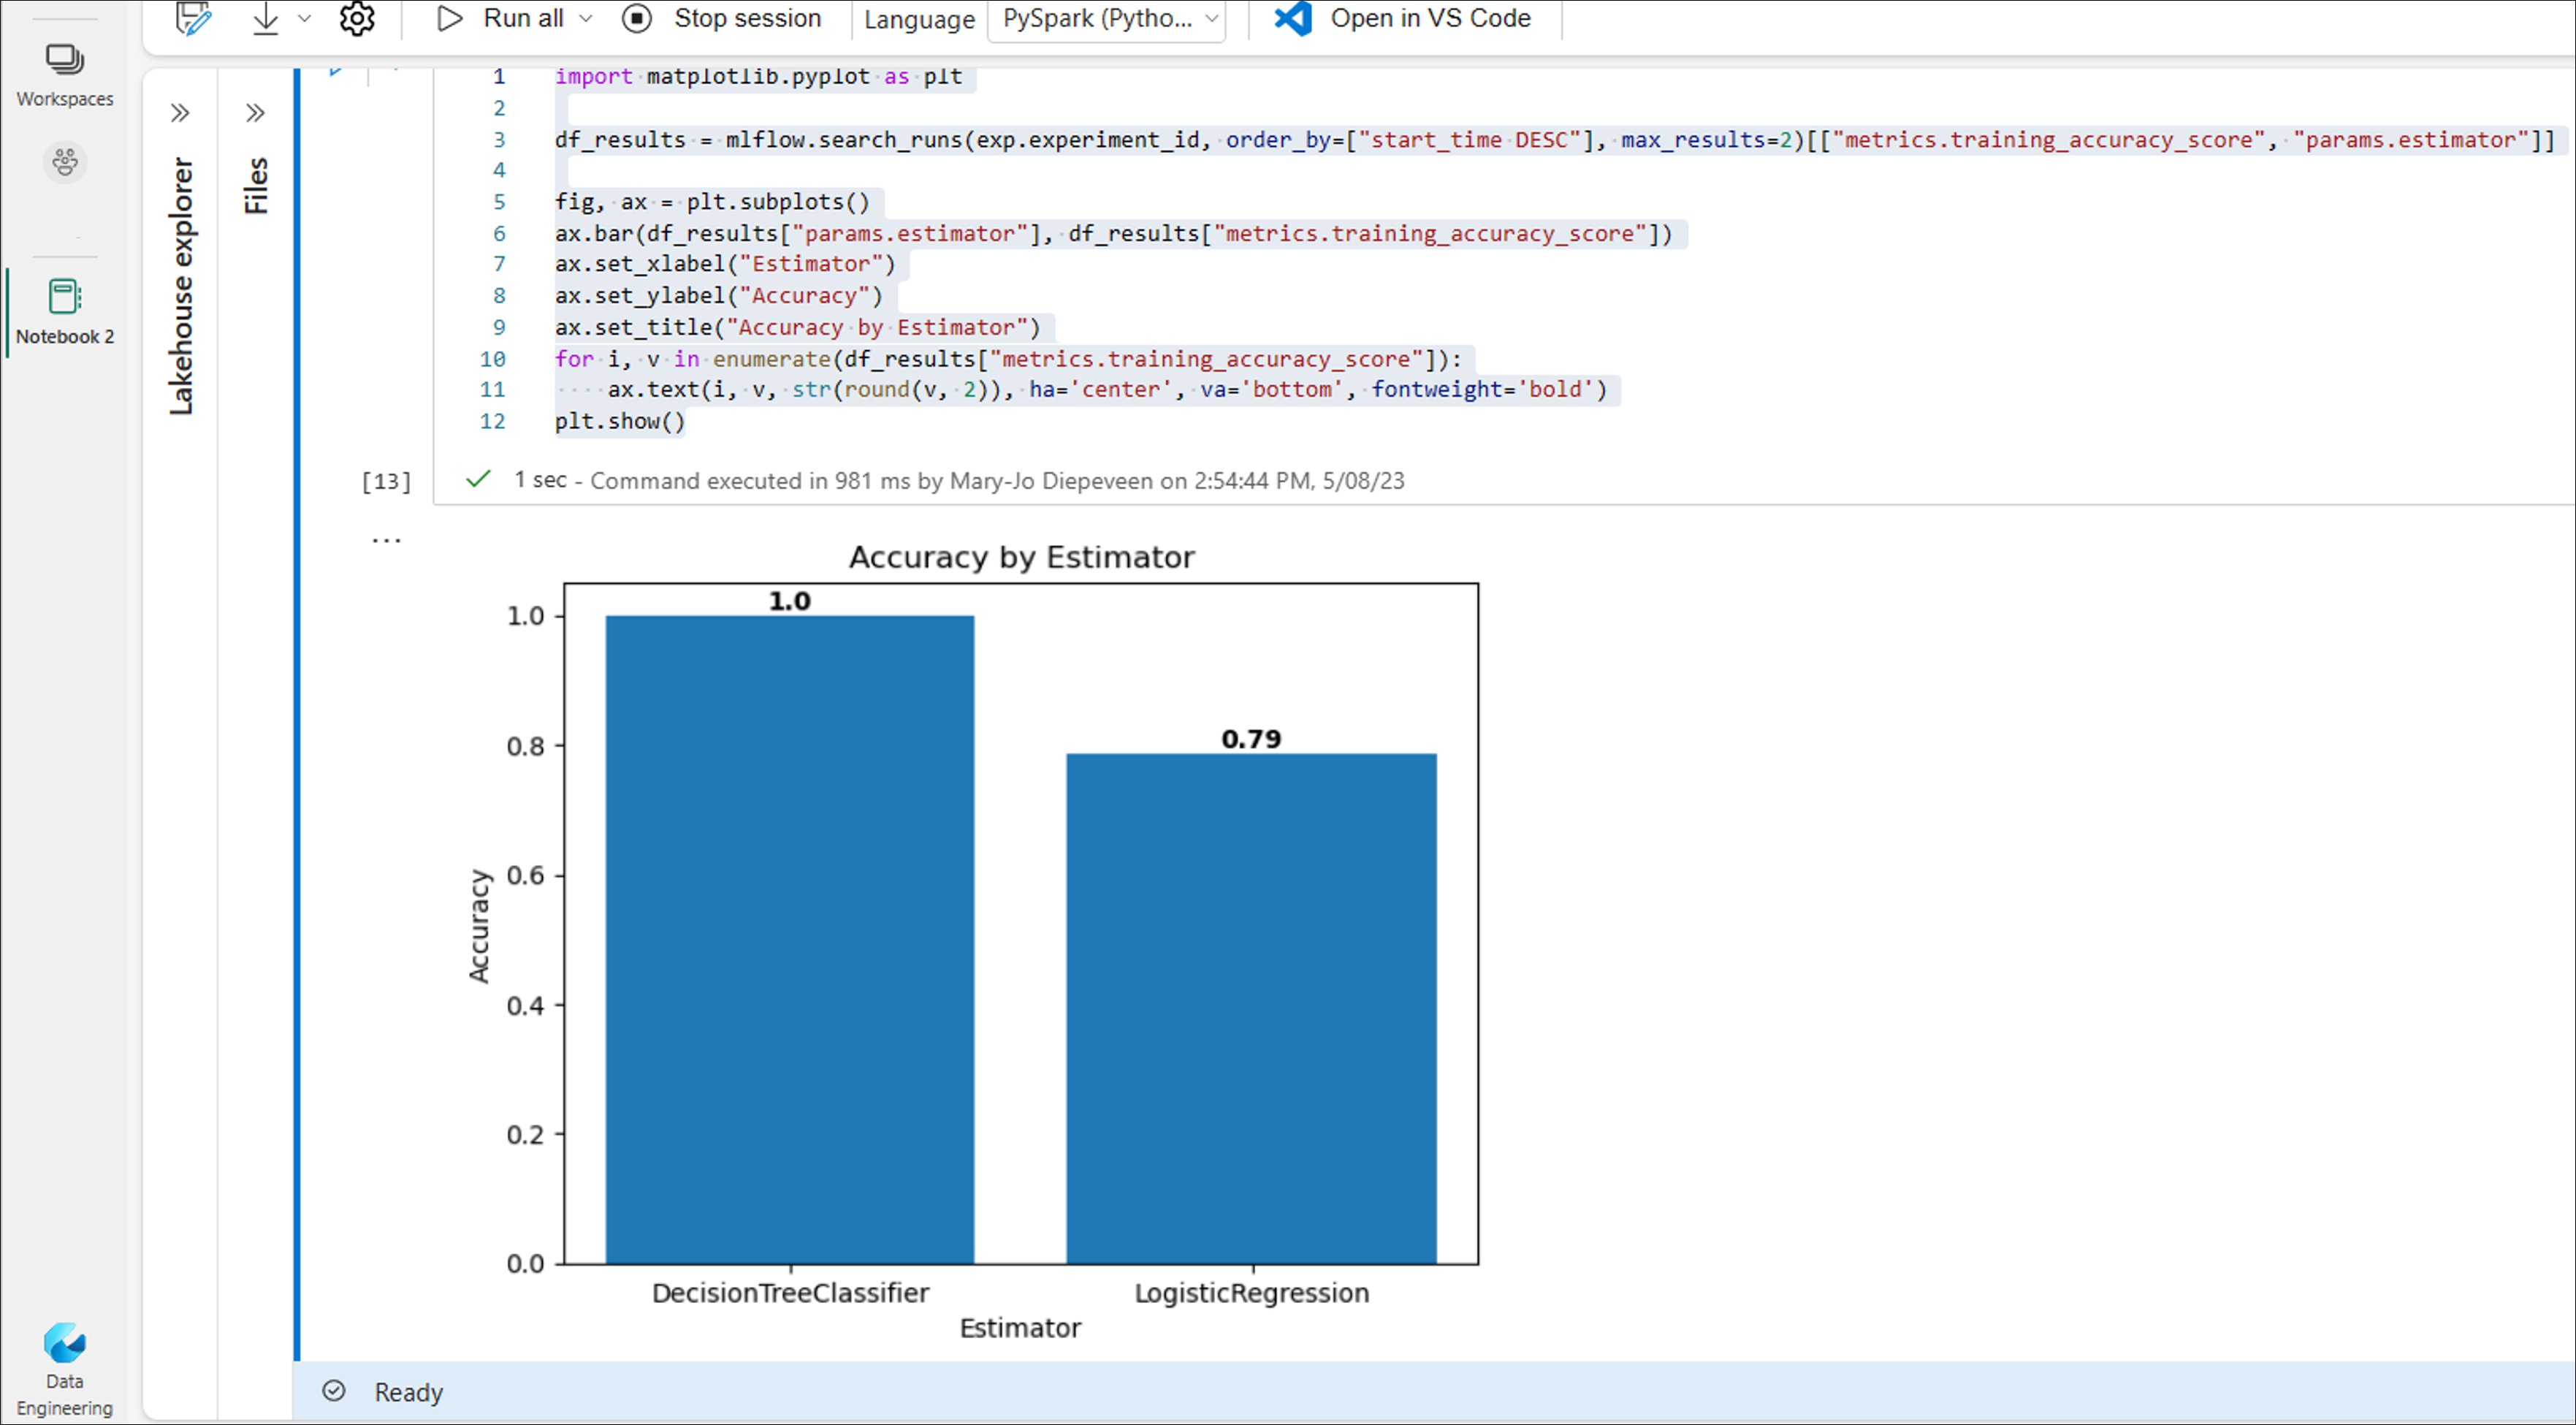 Run all
Stop session
Language
PySpark (Pytho...
Open in VS Code
Workspaces
Notebook 2
Lakehouse explorer
Files
1 import matplotlib.pyplot as plt
2
3 df_results = mlflow.search_runs(exp.experiment_id, order_by=["start_time DESC"], max_results=2)[["metrics.training_accuracy_score", "params.estimator"]]
4
5 fig, ax = plt.subplots()
6 ax.bar(df_results["params.estimator"], df_results["metrics.training_accuracy_score"])
7 ax.set_xlabel("Estimator")
8 ax.set_ylabel("Accuracy")
9 ax.set_title("Accuracy by Estimator")
10 for i, v in enumerate(df_results["metrics.training_accuracy_score"]):
11     ax.text(i, v, str(round(v, 2)), ha='center', va='bottom', fontweight='bold')
12 plt.show()
[13]
1 sec - Command executed in 981 ms by Mary-Jo Diepeveen on 2:54:44 PM, 5/08/23
...
Accuracy by Estimator
1.0
0.79
1.0
0.8
0.6
0.4
0.2
0.0
Accuracy
DecisionTreeClassifier
LogisticRegression
Estimator
Data
Engineering
Ready